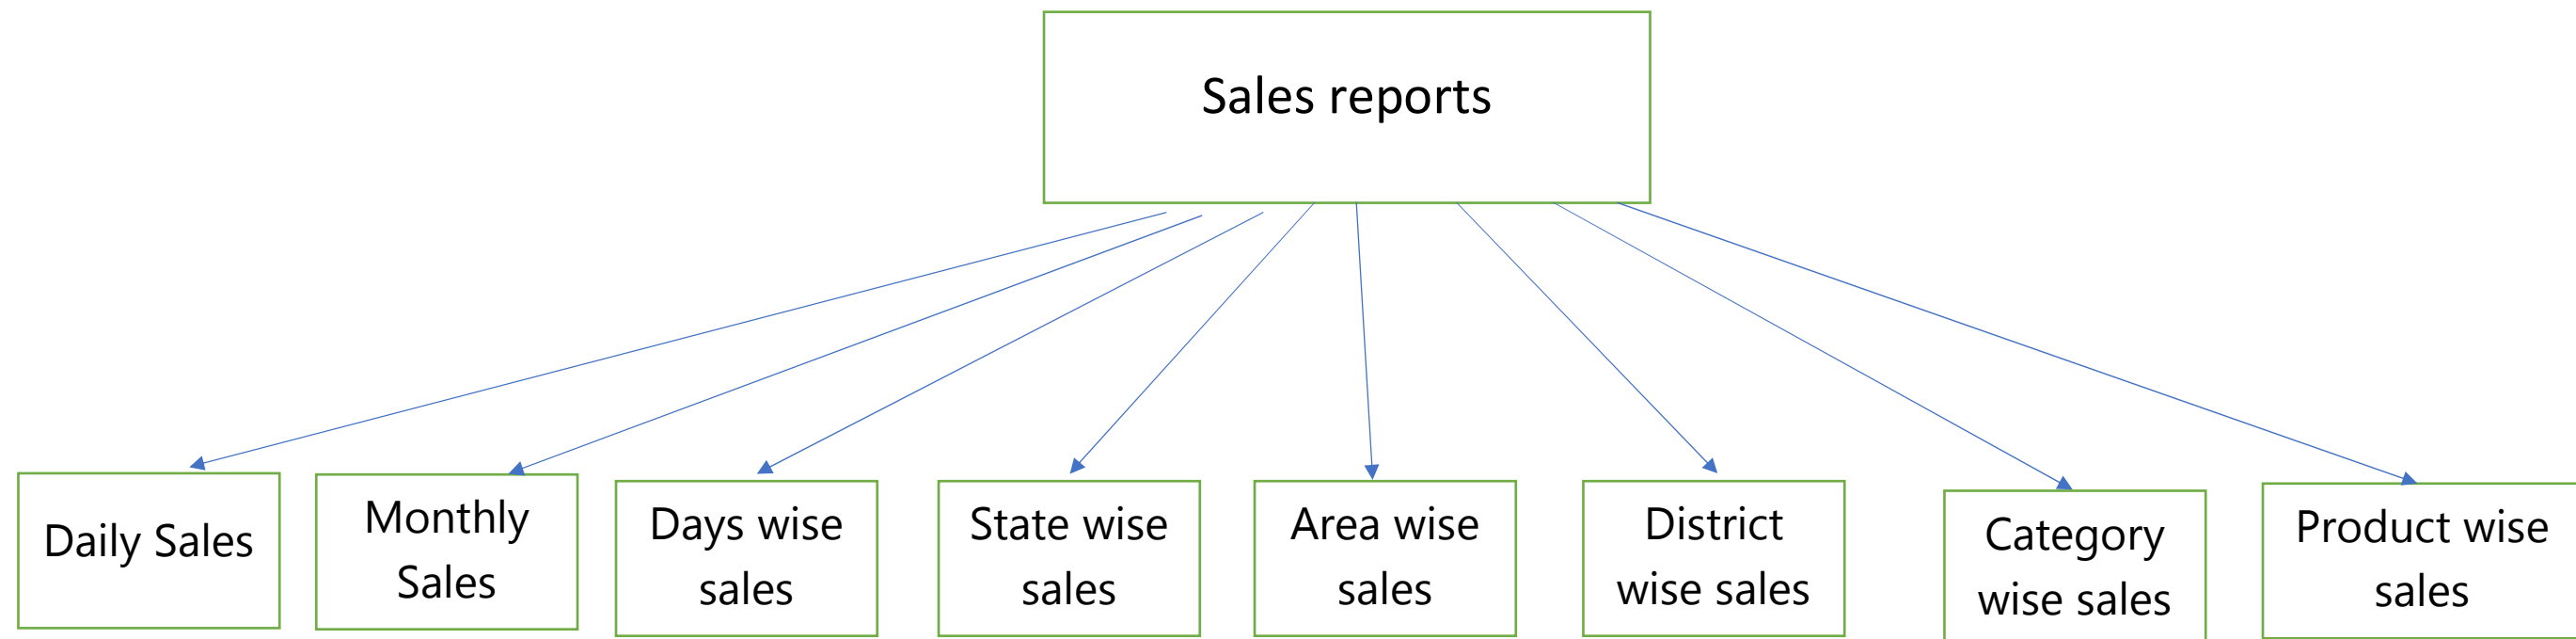 Sales reports
Daily Sales
Monthly
Sales
Days wise
sales
State wise
sales
Area wise
sales
District
wise sales
Category
wise sales
Product wise
sales